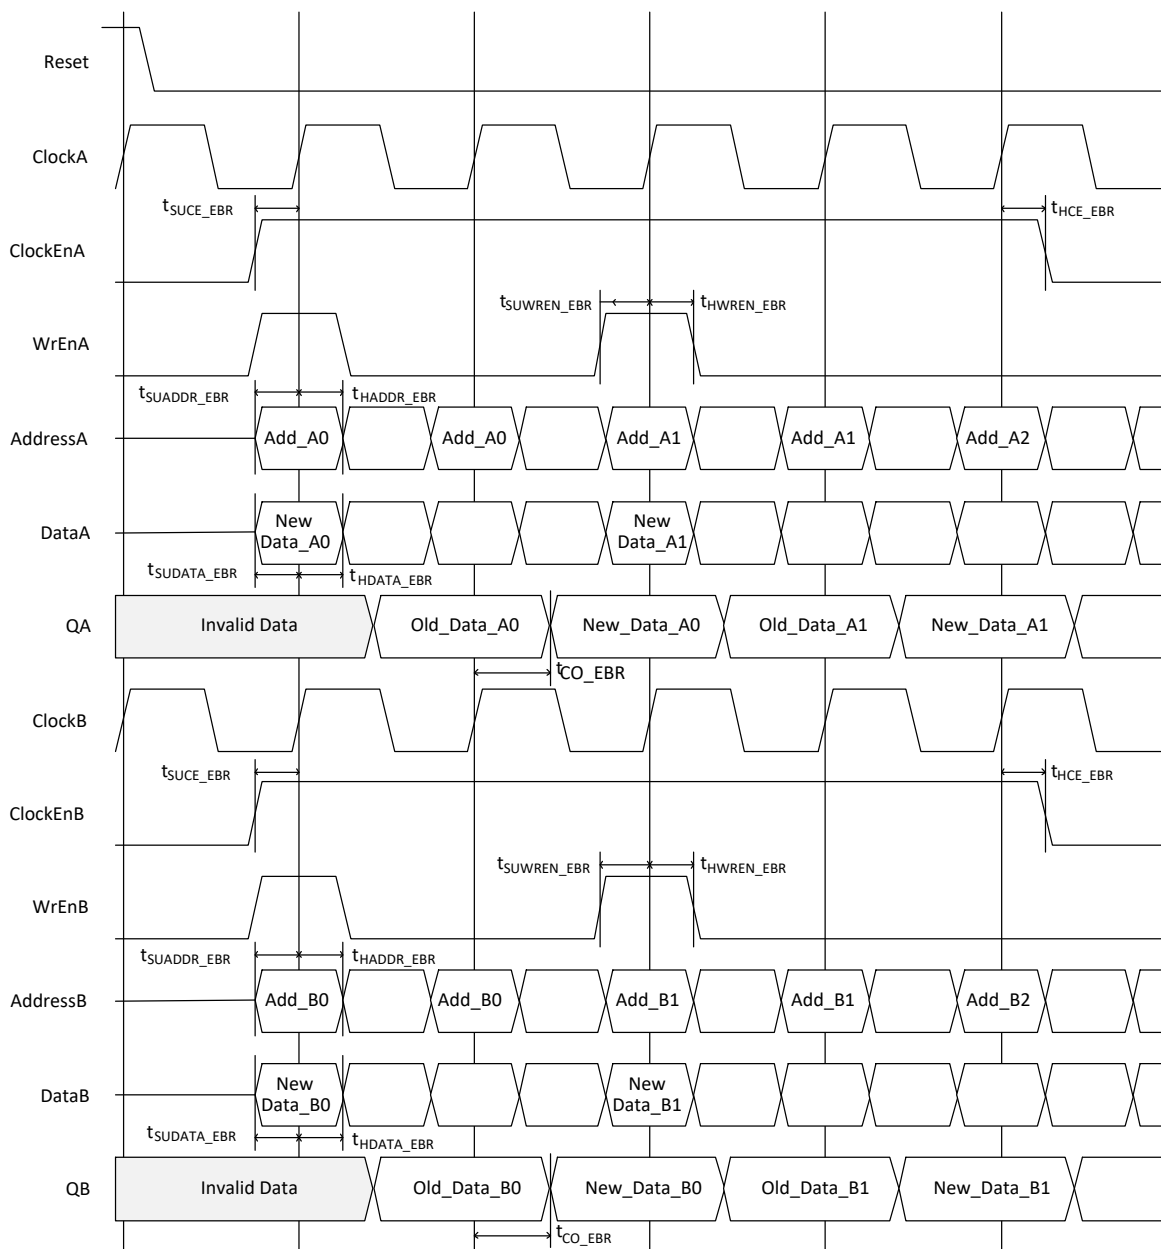 Reset
ClockA
tSUCE_EBR
tHCE_EBR
ClockEnA
tSUWREN_EBR
tHWREN_EBR
WrEnA
tSUADDR_EBR
tHADDR_EBR
AddressA
Add_A0
Add_A0
Add_A1
Add_A1
Add_A2
DataA
New
Data_A0
New
Data_A1
tSUDATA_EBR
tHDATA_EBR
QA
Invalid Data
Old_Data_A0
New_Data_A0
Old_Data_A1
New_Data_A1
tCO_EBR
ClockB
tSUCE_EBR
tHCE_EBR
ClockEnB
tSUWREN_EBR
tHWREN_EBR
WrEnB
tSUADDR_EBR
tHADDR_EBR
AddressB
Add_B0
Add_B0
Add_B1
Add_B1
Add_B2
DataB
New
Data_B0
New
Data_B1
tSUDATA_EBR
tHDATA_EBR
QB
Invalid Data
Old_Data_B0
New_Data_B0
Old_Data_B1
New_Data_B1
tCO_EBR